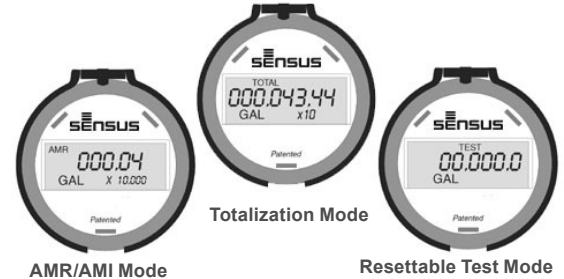 sensus
TOTAL
000,043.44
GAL x10
Patented
Totalization Mode
sensus
AMR
000.04
GAL X 10,000
Patented
AMR/AMI Mode
sensus
TEST
00.000.0
GAL
Patented
Resettable Test Mode